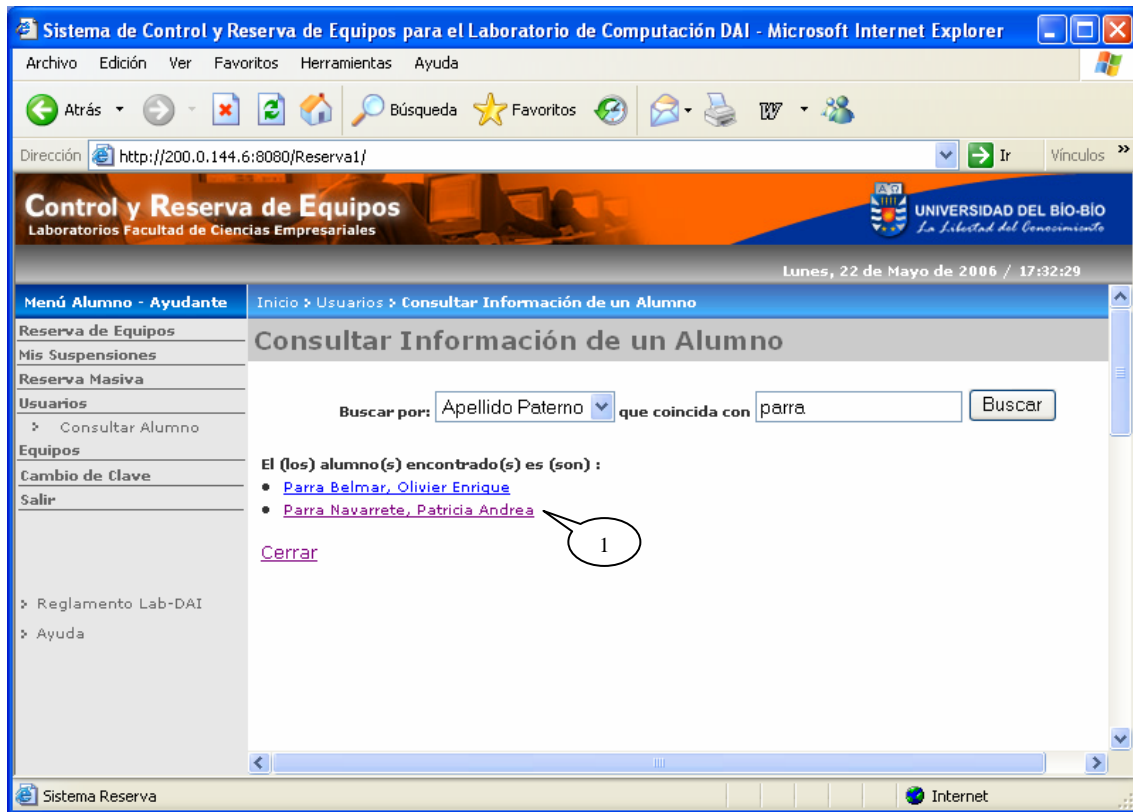 Sistema de Control y Reserva de Equipos para el Laboratorio de Computación DAI - Microsoft Internet Explorer
Archivo Edición Ver Favoritos Herramientas Ayuda
Atrás Búsqueda Favoritos
Dirección http://200.0.144.6:8080/Reserva1/ Ir Vínculos »
Control y Reserva de Equipos
Laboratorios Facultad de Ciencias Empresariales
UNIVERSIDAD DEL BÍO-BÍO
La Libertad del Conocimiento
Lunes, 22 de Mayo de 2006 / 17:32:29
Menú Alumno - Ayudante
Reserva de Equipos
Mis Suspensiones
Reserva Masiva
Usuarios
Consultar Alumno
Equipos
Cambio de Clave
Salir
Reglamento Lab-DAI
Ayuda
Inicio > Usuarios > Consultar Información de un Alumno
Consultar Información de un Alumno
Buscar por: Apellido Paterno que coincida con parra Buscar
El (los) alumno(s) encontrado(s) es (son) :
• Parra Belmar, Olivier Enrique
• Parra Navarrete, Patricia Andrea
1
Cerrar
Sistema Reserva Internet